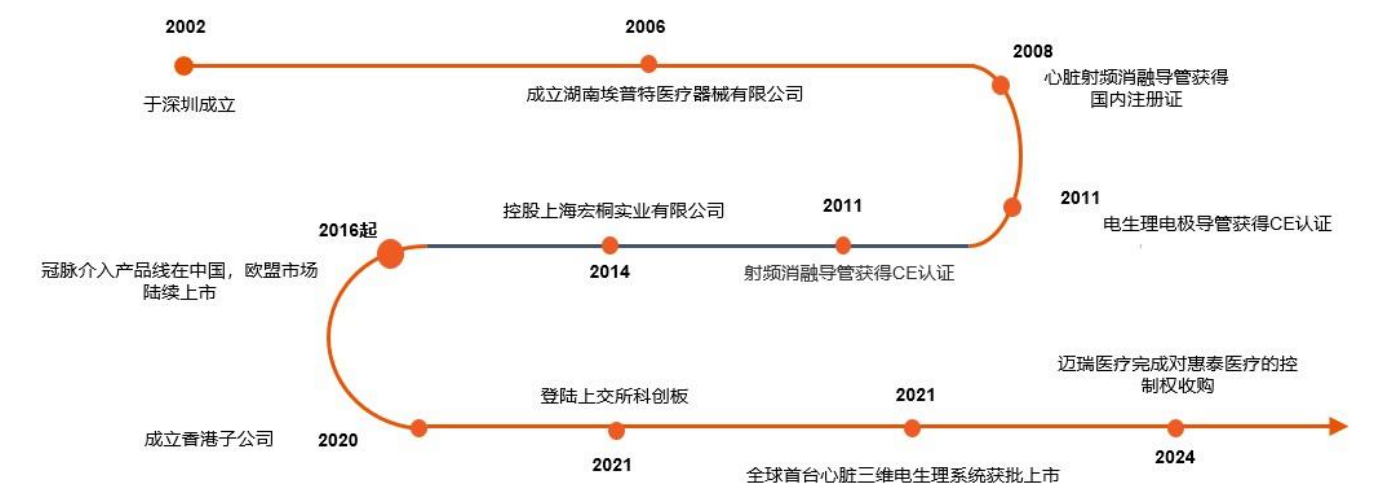 2002
于深圳成立
2006
成立湖南埃普特医疗器械有限公司
2008
心脏射频消融导管获得
国内注册证
2011
电生理电极导管获得CE认证
2011
射频消融导管获得CE认证
控股上海宏桐实业有限公司
2014
2016起
冠脉介入产品线在中国，欧盟市场
陆续上市
成立香港子公司
2020
登陆上交所科创板
2021
2021
全球首台心脏三维电生理系统获批上市
迈瑞医疗完成对惠泰医疗的控
制权收购
2024